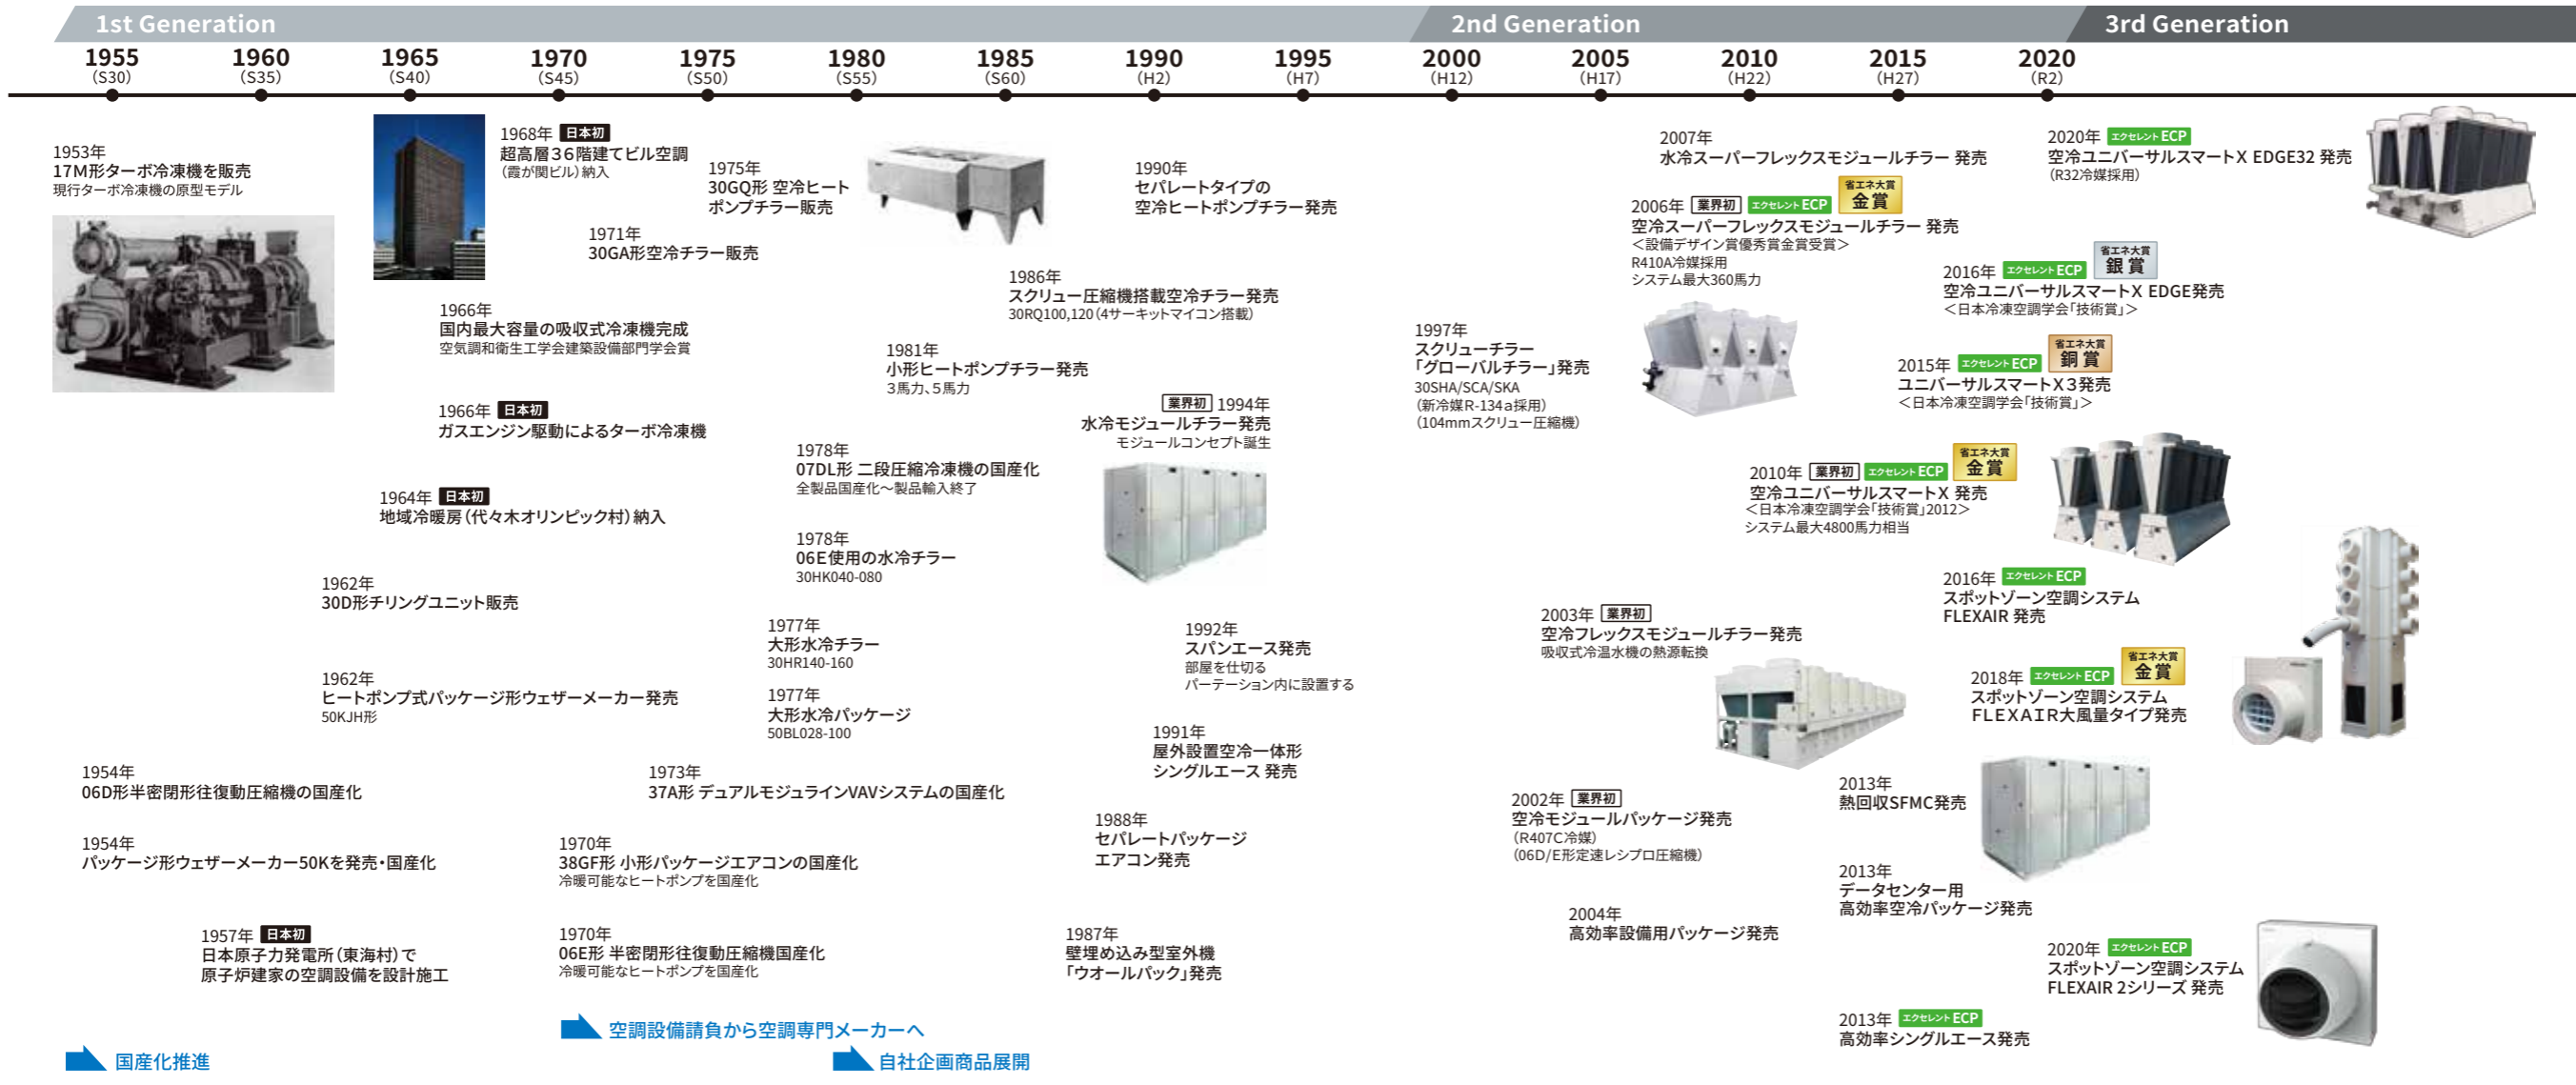 1st Generation
2nd Generation
3rd Generation
1955
(S30)
1960
(S35)
1965
(S40)
1970
(S45)
1975
(S50)
1980
(S55)
1985
(S60)
1990
(H2)
1995
(H7)
2000
(H12)
2005
(H17)
2010
(H22)
2015
(H27)
2020
(R2)
1953年
17M形ターボ冷凍機を販売
現行ターボ冷凍機の原型モデル
1968年 日本初
超高層36階建てビル空調
(霞が関ビル)納入
1971年
30GA形空冷チラー販売
1975年
30GQ形 空冷ヒート
ポンプチラー販売
1966年
国内最大容量の吸収式冷凍機完成
空気調和衛生工学会建築設備部門学会賞
1966年 日本初
ガスエンジン駆動によるターボ冷凍機
1964年 日本初
地域冷暖房(代々木オリンピック村)納入
1962年
30D形チリングユニット販売
1962年
ヒートポンプ式パッケージ形ウェザーメーカー発売
50KJH形
1954年
06D形半密閉形往復動圧縮機の国産化
1954年
パッケージ形ウェザーメーカー50Kを発売・国産化
1957年 日本初
日本原子力発電所(東海村)で
原子炉建家の空調設備を設計施工
国産化推進
1990年
セパレートタイプの
空冷ヒートポンプチラー発売
1986年
スクリュー圧縮機搭載空冷チラー発売
30RQ100,120(4サーキットマイコン搭載)
1981年
小形ヒートポンプチラー発売
3馬力、5馬力
業界初 1994年
水冷モジュールチラー発売
モジュールコンセプト誕生
1978年
07DL形 二段圧縮冷凍機の国産化
全製品国産化～製品輸入終了
1978年
06E使用の水冷チラー
30HK040-080
1977年
大形水冷チラー
30HR140-160
1977年
大形水冷パッケージ
50BL028-100
1973年
37A形 デュアルモジュラインVAVシステムの国産化
1970年
38GF形 小形パッケージエアコンの国産化
冷暖可能なヒートポンプを国産化
1970年
06E形 半密閉形往復動圧縮機国産化
冷暖可能なヒートポンプを国産化
空調設備請負から空調専門メーカーへ
自社企画商品展開
1992年
スパンエース発売
部屋を仕切る
パーテーション内に設置する
1991年
屋外設置空冷一体形
シングルエース 発売
1988年
セパレートパッケージ
エアコン発売
1987年
壁埋め込み型室外機
「ウオールパック」発売
1997年
スクリューチラー
「グローバルチラー」発売
30SHA/SCA/SKA
(新冷媒R-134a採用)
(104mmスクリュー圧縮機)
2007年
水冷スーパーフレックスモジュールチラー 発売
2006年 業界初 エクセレント ECP 省エネ大賞 金賞
空冷スーパーフレックスモジュールチラー 発売
＜設備デザイン賞優秀賞金賞受賞＞
R410A冷媒採用
システム最大360馬力
2003年 業界初
空冷フレックスモジュールチラー発売
吸収式冷温水機の熱源転換
2002年 業界初
空冷モジュールパッケージ発売
(R407C冷媒)
(06D/E形定速レシプロ圧縮機)
2004年
高効率設備用パッケージ発売
2020年 エクセレント ECP
空冷ユニバーサルスマートX EDGE32 発売
(R32冷媒採用)
2016年 エクセレント ECP 省エネ大賞 銀賞
空冷ユニバーサルスマートX EDGE発売
＜日本冷凍空調学会「技術賞」＞
2015年 エクセレント ECP 省エネ大賞 銅賞
ユニバーサルスマートX3発売
＜日本冷凍空調学会「技術賞」＞
2010年 業界初 エクセレント ECP 省エネ大賞 金賞
空冷ユニバーサルスマートX 発売
＜日本冷凍空調学会「技術賞」2012＞
システム最大4800馬力相当
2016年 エクセレント ECP
スポットゾーン空調システム
FLEXAIR 発売
2018年 エクセレント ECP 省エネ大賞 金賞
スポットゾーン空調システム
FLEXAIR大風量タイプ発売
2013年
熱回収SFMC発売
2013年
データセンター用
高効率空冷パッケージ発売
2020年 エクセレント ECP
スポットゾーン空調システム
FLEXAIR 2シリーズ 発売
2013年 エクセレント ECP
高効率シングルエース発売